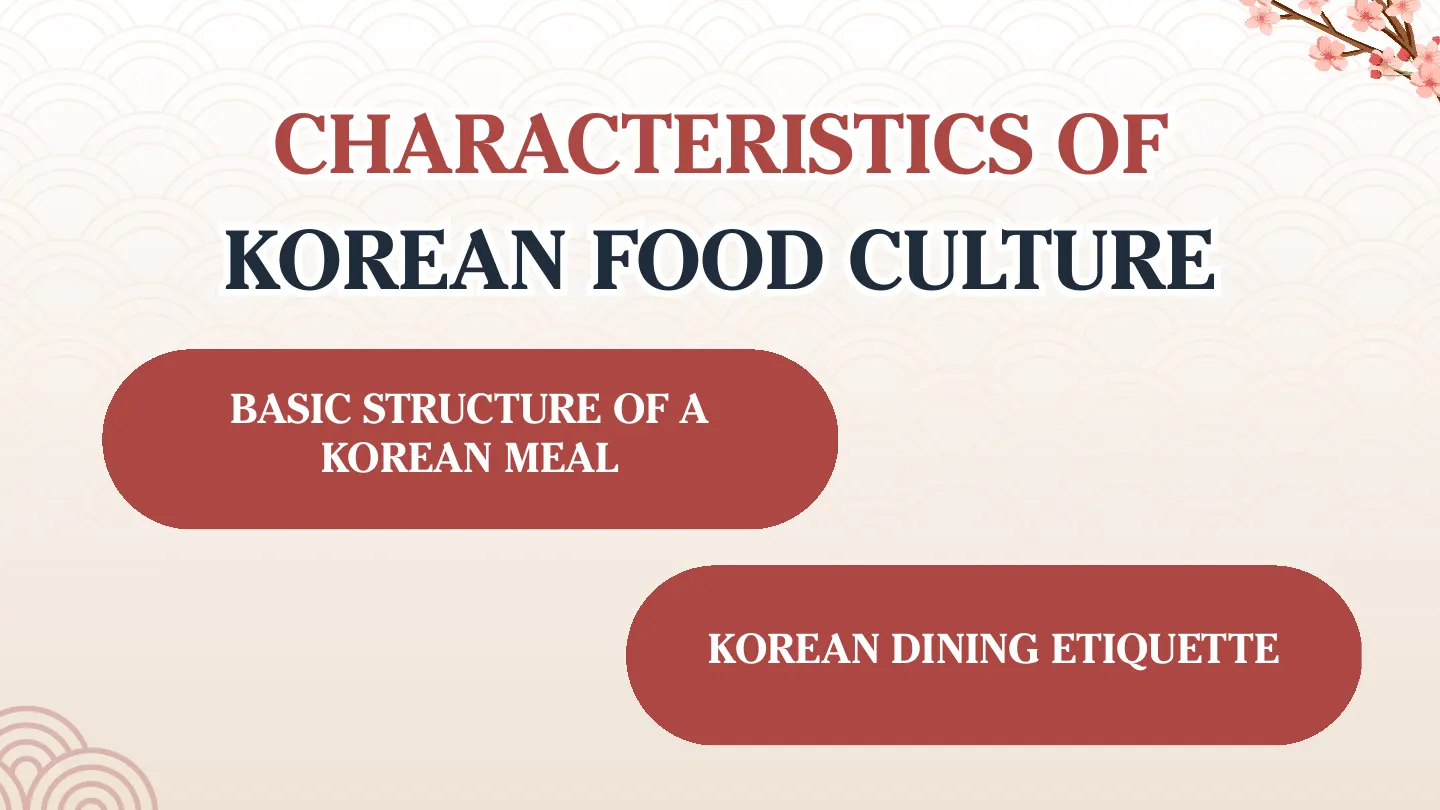 CHARACTERISTICS OF
KOREAN FOOD CULTURE
BASIC STRUCTURE OF A
KOREAN MEAL
KOREAN DINING ETIQUETTE